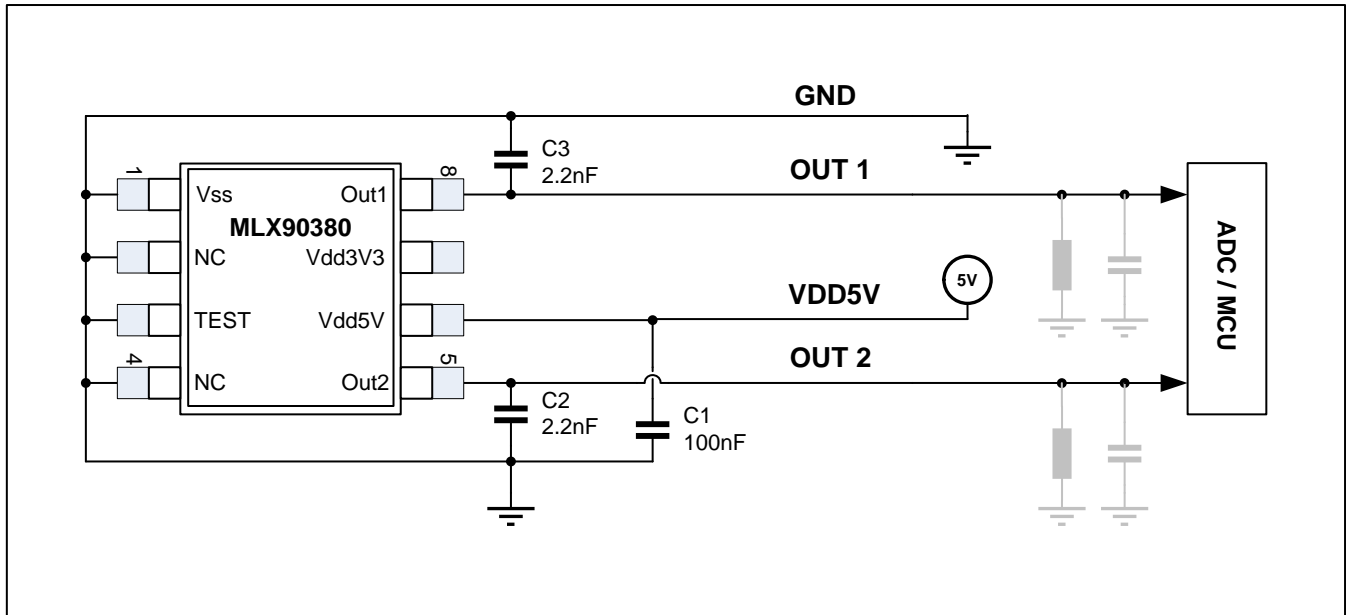 GND
C3
2.2nF
OUT 1
1
8
Vss
Out1
MLX90380
NC
Vdd3V3
5V
VDD5V
TEST
Vdd5V
OUT 2
4
5
NC
Out2
C2
2.2nF
C1
100nF
ADC / MCU